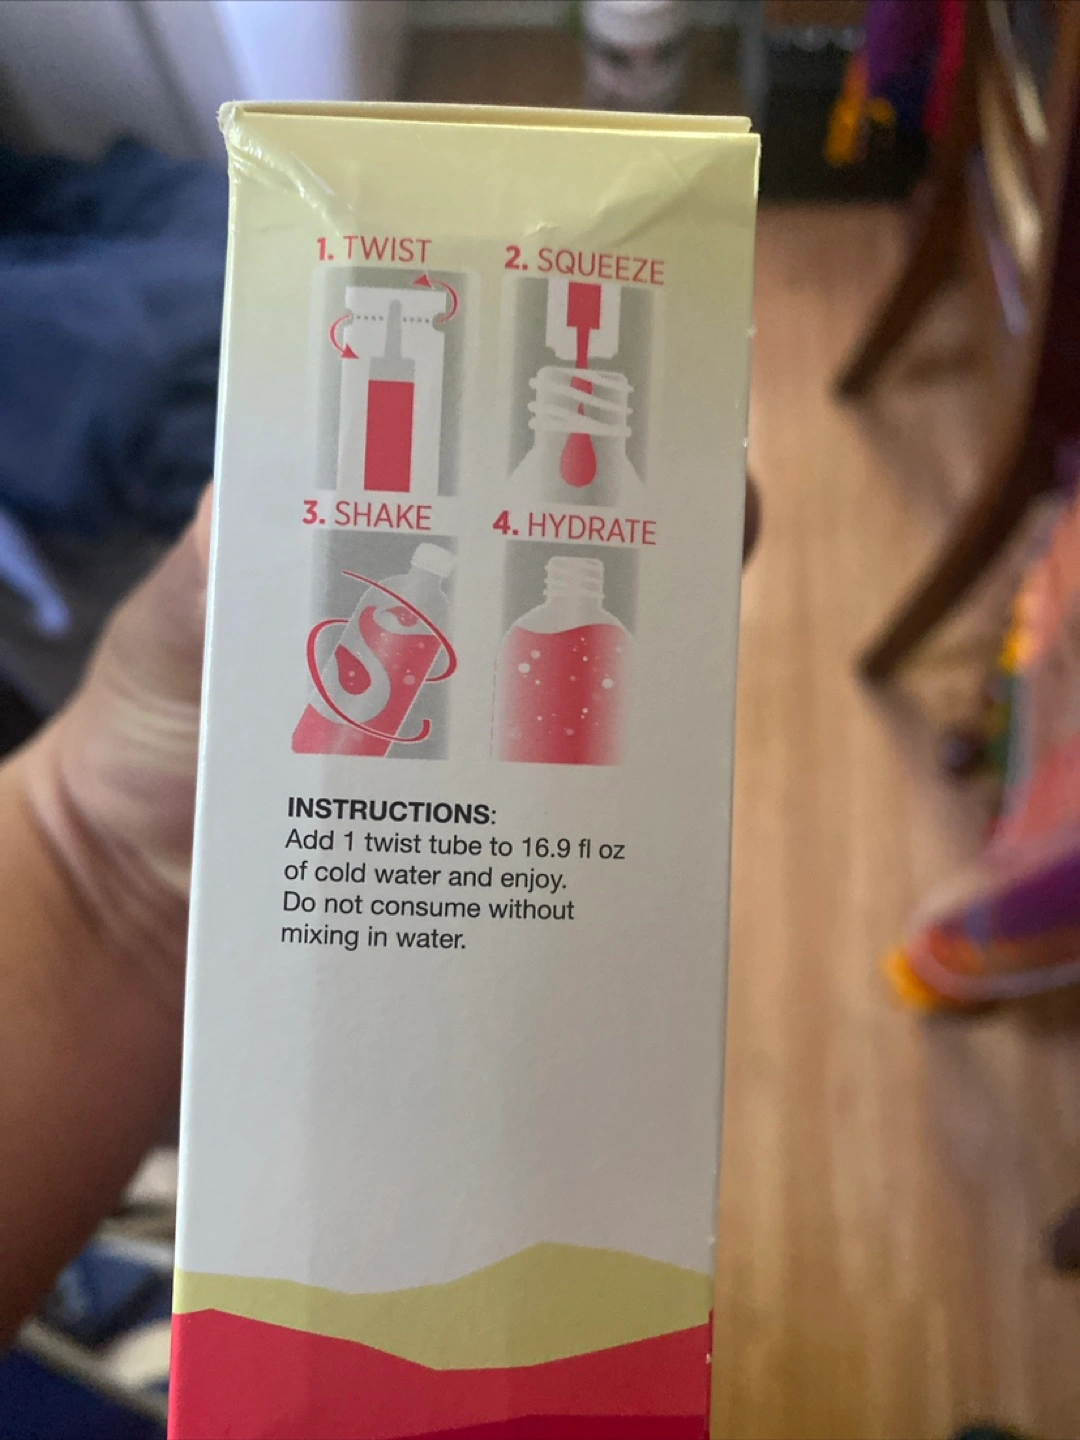 1. TWIST
2. SQUEEZE
3. SHAKE
4. HYDRATE
INSTRUCTIONS:
Add 1 twist tube to 16.9 fl oz
of cold water and enjoy.
Do not consume without
mixing in water.